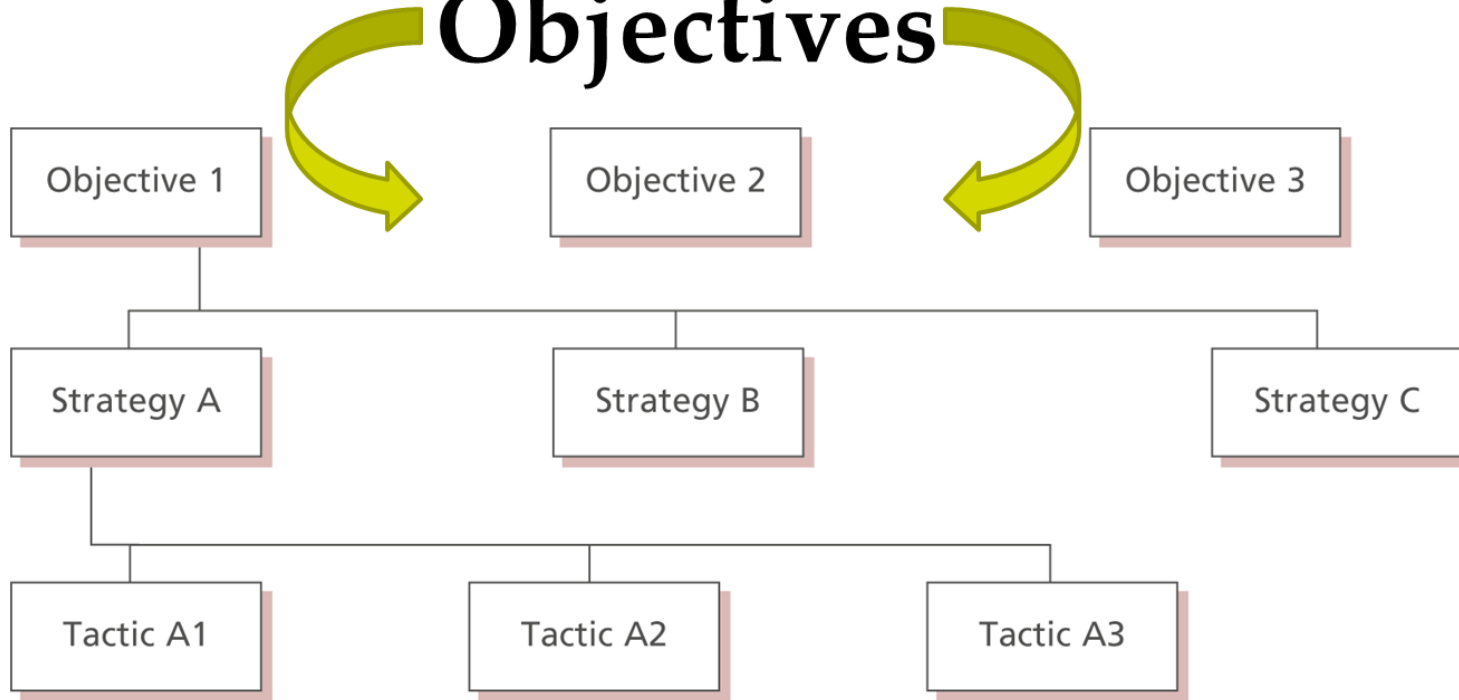 Objectives
Objective 1
Objective 2
Objective 3
Strategy A
Strategy B
Strategy C
Tactic A1
Tactic A2
Tactic A3